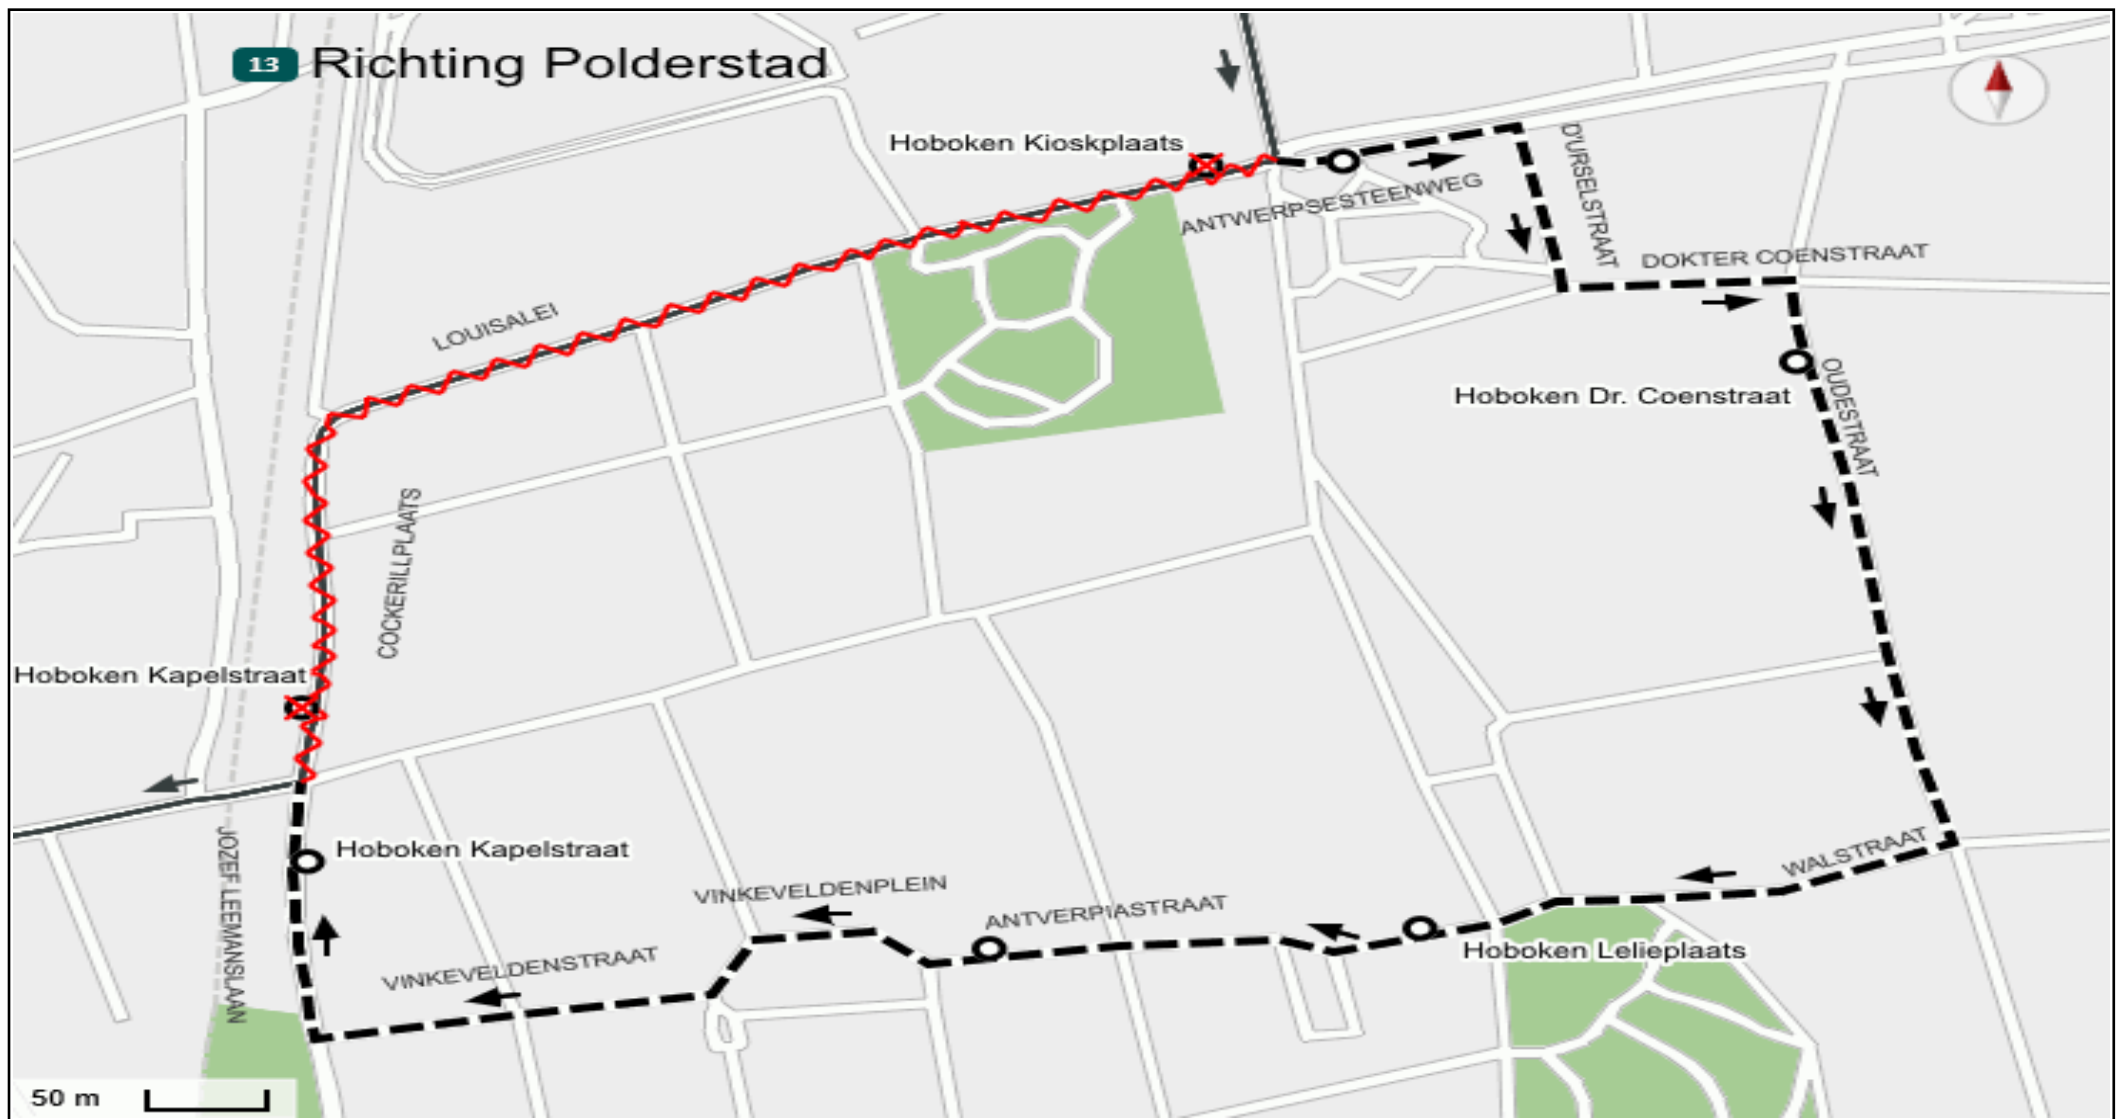 13 Richting Polderstad
Hoboken Kioskplaats
D'URSELSTRAAT
ANTWERPSESTEENWEG
DOKTER COENSTRAAT
LOUISALEI
Hoboken Dr. Coenstraat
OUDESTRAAT
COCKERILLPLAATS
Hoboken Kapelstraat
JOZEF LEEMANSLAAN
Hoboken Kapelstraat
WALSTRAAT
VINKEVELDENPLEIN
ANTVERPIASTRAAT
Hoboken Lelieplaats
VINKEVELDENSTRAAT
50 m